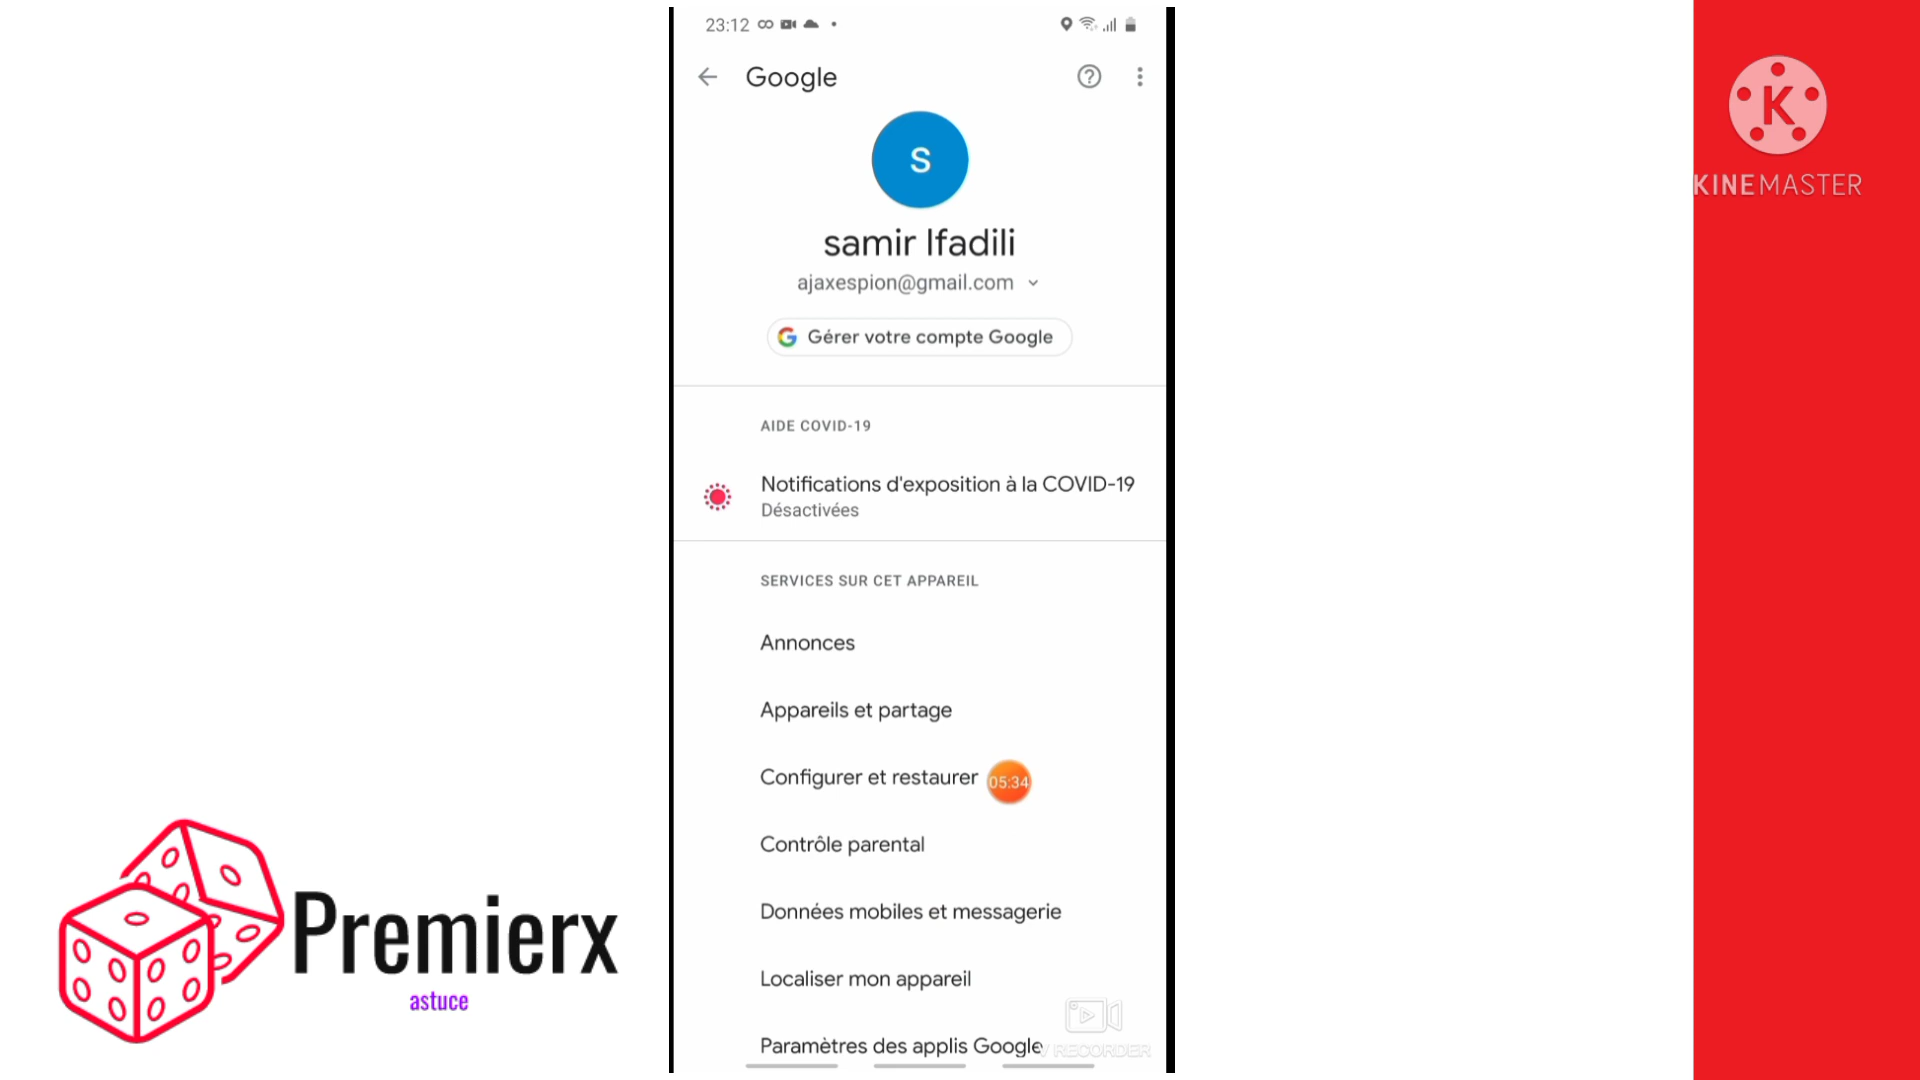 23:12
Google
S
samir lfadili
ajaxespion@gmail.com
Gérer votre compte Google
AIDE COVID-19
Notifications d'exposition à la COVID-19
Désactivées
SERVICES SUR CET APPAREIL
Annonces
Appareils et partage
Configurer et restaurer
05:34
Contrôle parental
Données mobiles et messagerie
Localiser mon appareil
Paramètres des applis Google
V RECORDER
K
KINEMASTER
Premierx
astuce